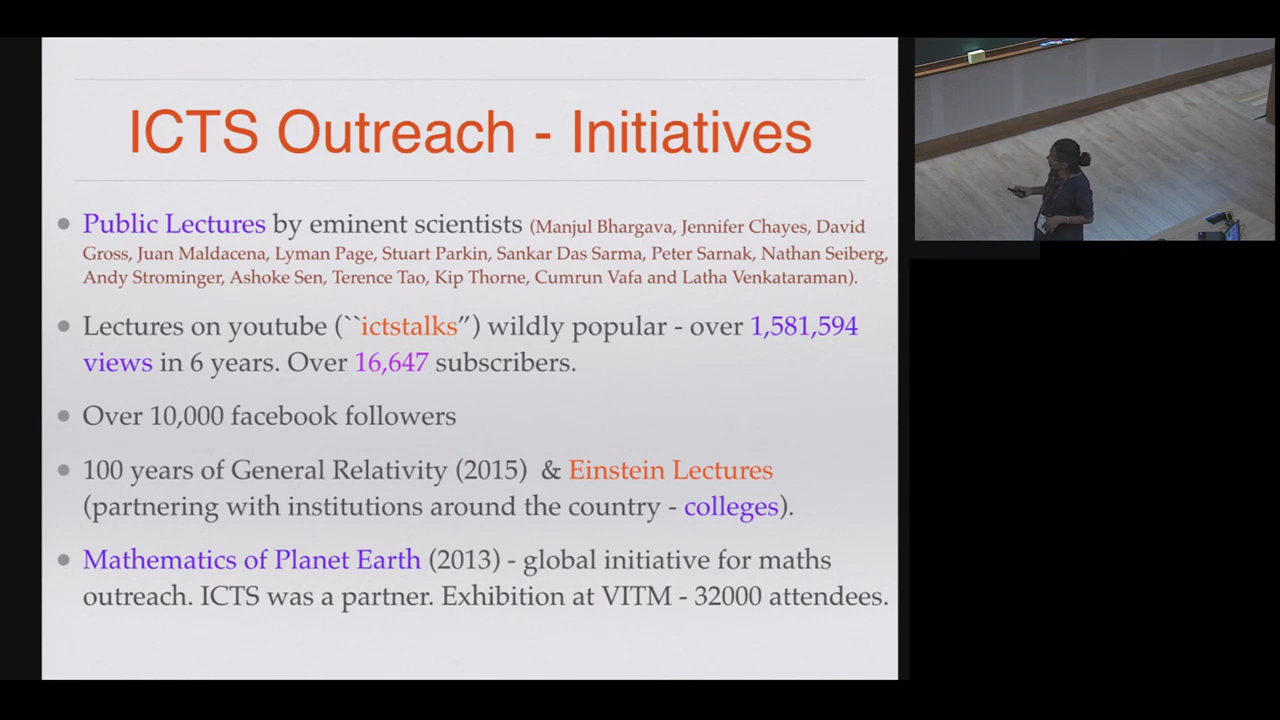 ICTS Outreach - Initiatives
• Public Lectures by eminent scientists (Manjul Bhargava, Jennifer Chayes, David
Gross, Juan Maldacena, Lyman Page, Stuart Parkin, Sankar Das Sarma, Peter Sarnak, Nathan Seiberg,
Andy Strominger, Ashoke Sen, Terence Tao, Kip Thorne, Cumrun Vafa and Latha Venkataraman).
• Lectures on youtube (``ictstalks”) wildly popular - over 1,581,594
views in 6 years. Over 16,647 subscribers.
• Over 10,000 facebook followers
• 100 years of General Relativity (2015) & Einstein Lectures
(partnering with institutions around the country - colleges).
• Mathematics of Planet Earth (2013) - global initiative for maths
outreach. ICTS was a partner. Exhibition at VITM - 32000 attendees.